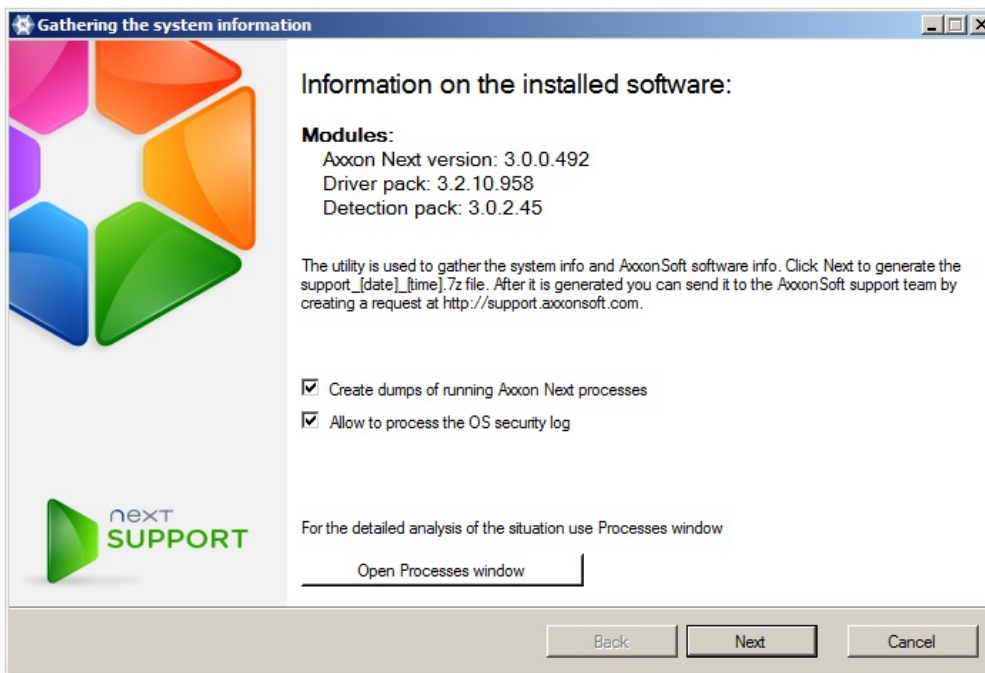 Gathering the system information
Information on the installed software:
Modules:
Axxon Next version: 3.0.0.492
Driver pack: 3.2.10.958
Detection pack: 3.0.2.45
The utility is used to gather the system info and AxxonSoft software info. Click Next to generate the
support_[date]_[time].7z file. After it is generated you can send it to the AxxonSoft support team by
creating a request at http://support.axxonsoft.com.
Create dumps of running Axxon Next processes
Allow to process the OS security log
next
SUPPORT
For the detailed analysis of the situation use Processes window
Open Processes window
Back
Next
Cancel